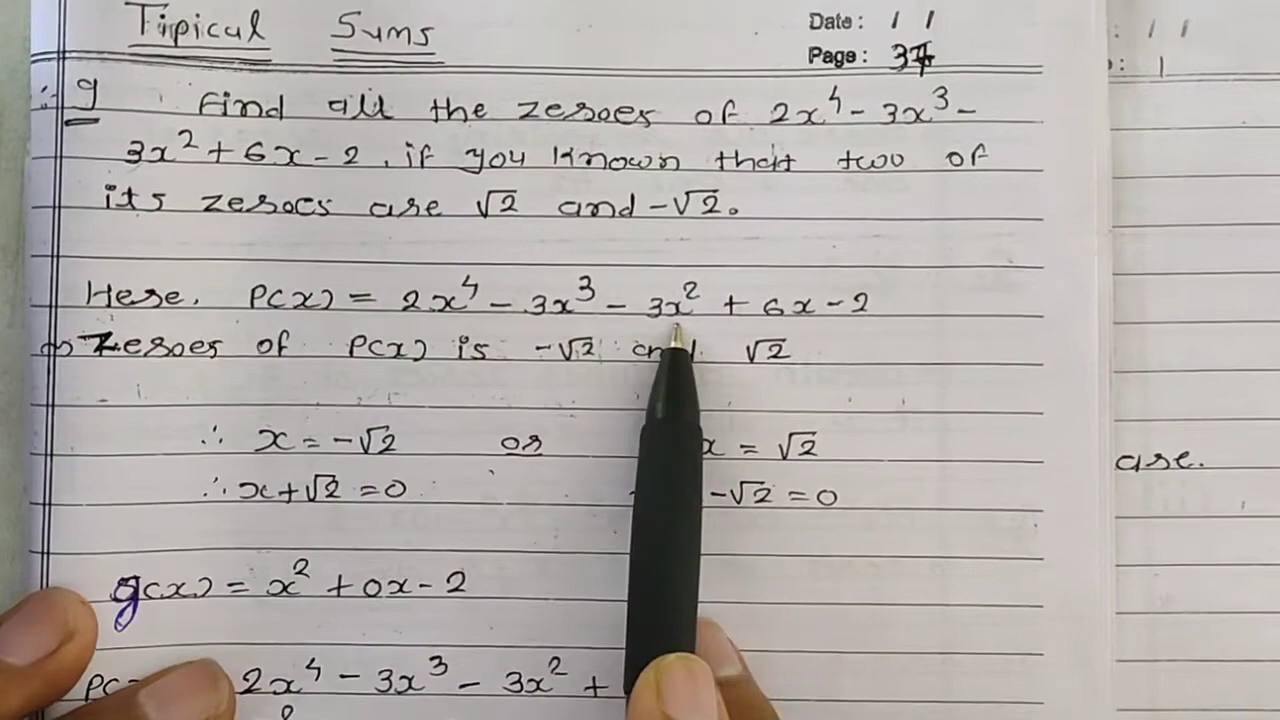 Tipical Sums
Date: / /
Page: 37
9 Find all the zeroes of 2x⁴ - 3x³ -
3x² + 6x - 2, if you known that two of
its zeroes are √2 and -√2.
Here, P(x) = 2x⁴ - 3x³ - 3x² + 6x - 2
Zeroes of P(x) is -√2 and √2
∴ x = -√2 or x = √2
∴ x + √2 = 0 - √2 = 0
g(x) = x² + 0x - 2
2x⁴ - 3x³ - 3x² +
are.